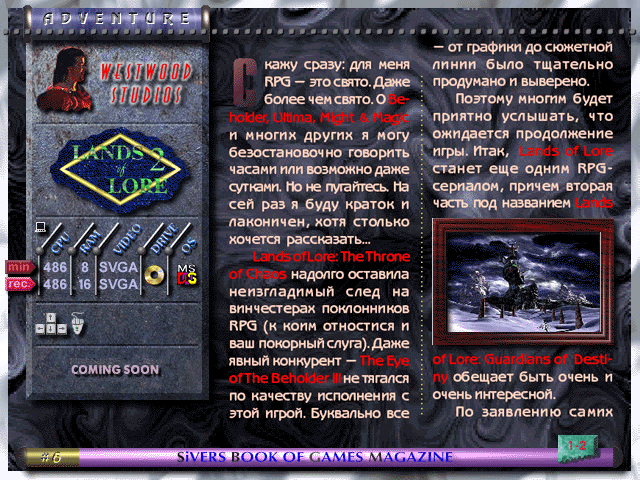 ADVENTURE
WESTWOOD
STUDIOS
LANDS 2
of
LORE
CPU RAM VIDEO DRIVE OS
min 486 8 SVGA
rec. 486 16 SVGA
MS
DOS
COMING SOON
Скажу сразу: для меня
RPG — это свято. Даже
более чем свято. О Be-
holder, Ultima, Might & Magic
и многих других я могу
безостановочно говорить
часами или возможно даже
сутками. Но не пугайтесь. На
сей раз я буду краток и
лаконичен, хотя столько
хочется рассказать...
Lands of Lore: The Throne
of Chaos надолго оставила
неизгладимый след на
винчестерах поклонников
RPG (к коим отностися и
ваш покорный слуга). Даже
явный конкурент — The Eye
of The Beholder III не тягался
по качеству исполнения с
этой игрой. Буквально все
— от графики до сюжетной
линии было тщательно
продумано и выверено.
Поэтому многим будет
приятно услышать, что
ожидается продолжение
игры. Итак, Lands of Lore
станет еще одним RPG-
сериалом, причем вторая
часть под названием Lands
of Lore: Guardians of Desti-
ny обещает быть очень и
очень интересной.
По заявлению самих
#6
SiVERS BOOK OF GAMES MAGAZINE
1-2